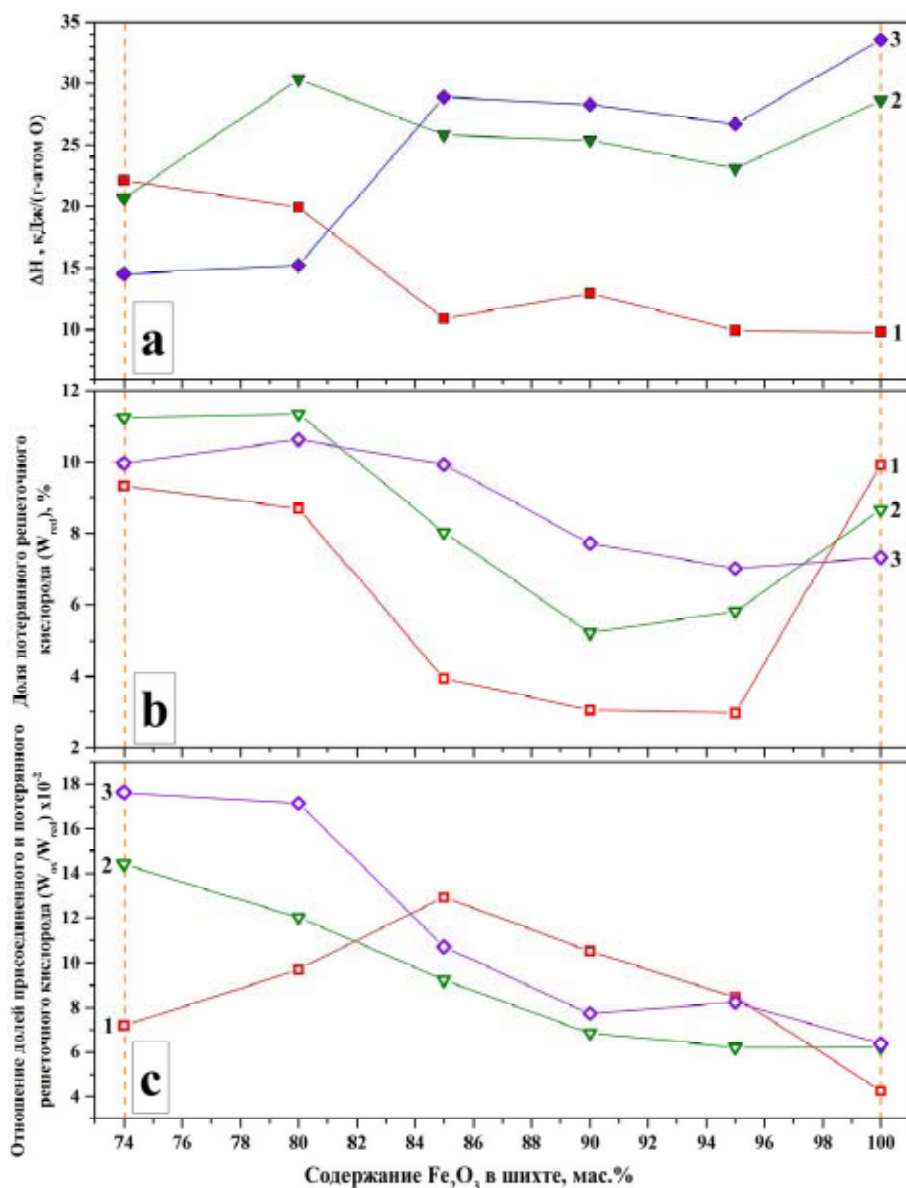 35
30
25
20
15
10
ΔH , кДж/(г-атом O)
3
2
1
a
12
10
8
6
4
2
Доля потерянного решеточного
кислорода (W_red), %
1
2
3
b
18
16
14
12
10
8
6
4
Отношение долей присоединенного и потерянного
решеточного кислорода (W_ox/W_red) x10⁻²
3
2
1
c
74 76 78 80 82 84 86 88 90 92 94 96 98 100
Содержание Fe₂O₃ в шихте, мас.%